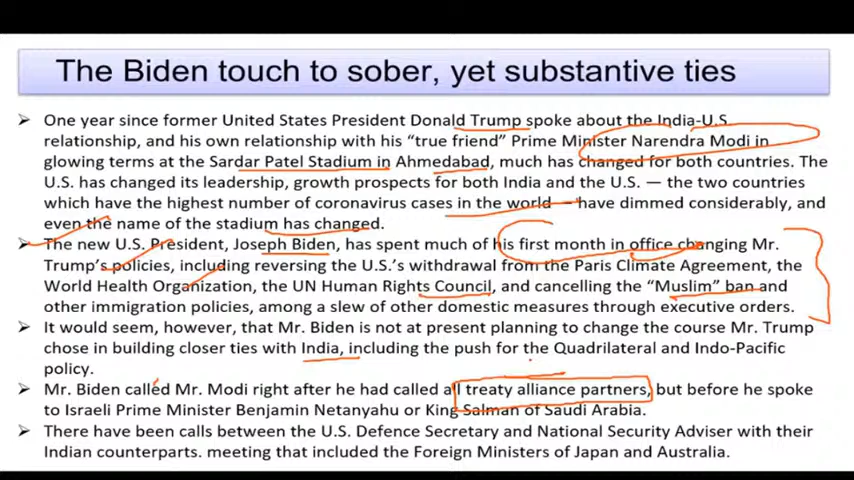 The Biden touch to sober, yet substantive ties
➢ One year since former United States President Donald Trump spoke about the India-U.S.
relationship, and his own relationship with his “true friend” Prime Minister Narendra Modi in
glowing terms at the Sardar Patel Stadium in Ahmedabad, much has changed for both countries. The
U.S. has changed its leadership, growth prospects for both India and the U.S. — the two countries
which have the highest number of coronavirus cases in the world — have dimmed considerably, and
even the name of the stadium has changed.
➢ The new U.S. President, Joseph Biden, has spent much of his first month in office changing Mr.
Trump’s policies, including reversing the U.S.’s withdrawal from the Paris Climate Agreement, the
World Health Organization, the UN Human Rights Council, and cancelling the “Muslim” ban and
other immigration policies, among a slew of other domestic measures through executive orders.
➢ It would seem, however, that Mr. Biden is not at present planning to change the course Mr. Trump
chose in building closer ties with India, including the push for the Quadrilateral and Indo-Pacific
policy.
➢ Mr. Biden called Mr. Modi right after he had called all treaty alliance partners, but before he spoke
to Israeli Prime Minister Benjamin Netanyahu or King Salman of Saudi Arabia.
➢ There have been calls between the U.S. Defence Secretary and National Security Adviser with their
Indian counterparts. meeting that included the Foreign Ministers of Japan and Australia.